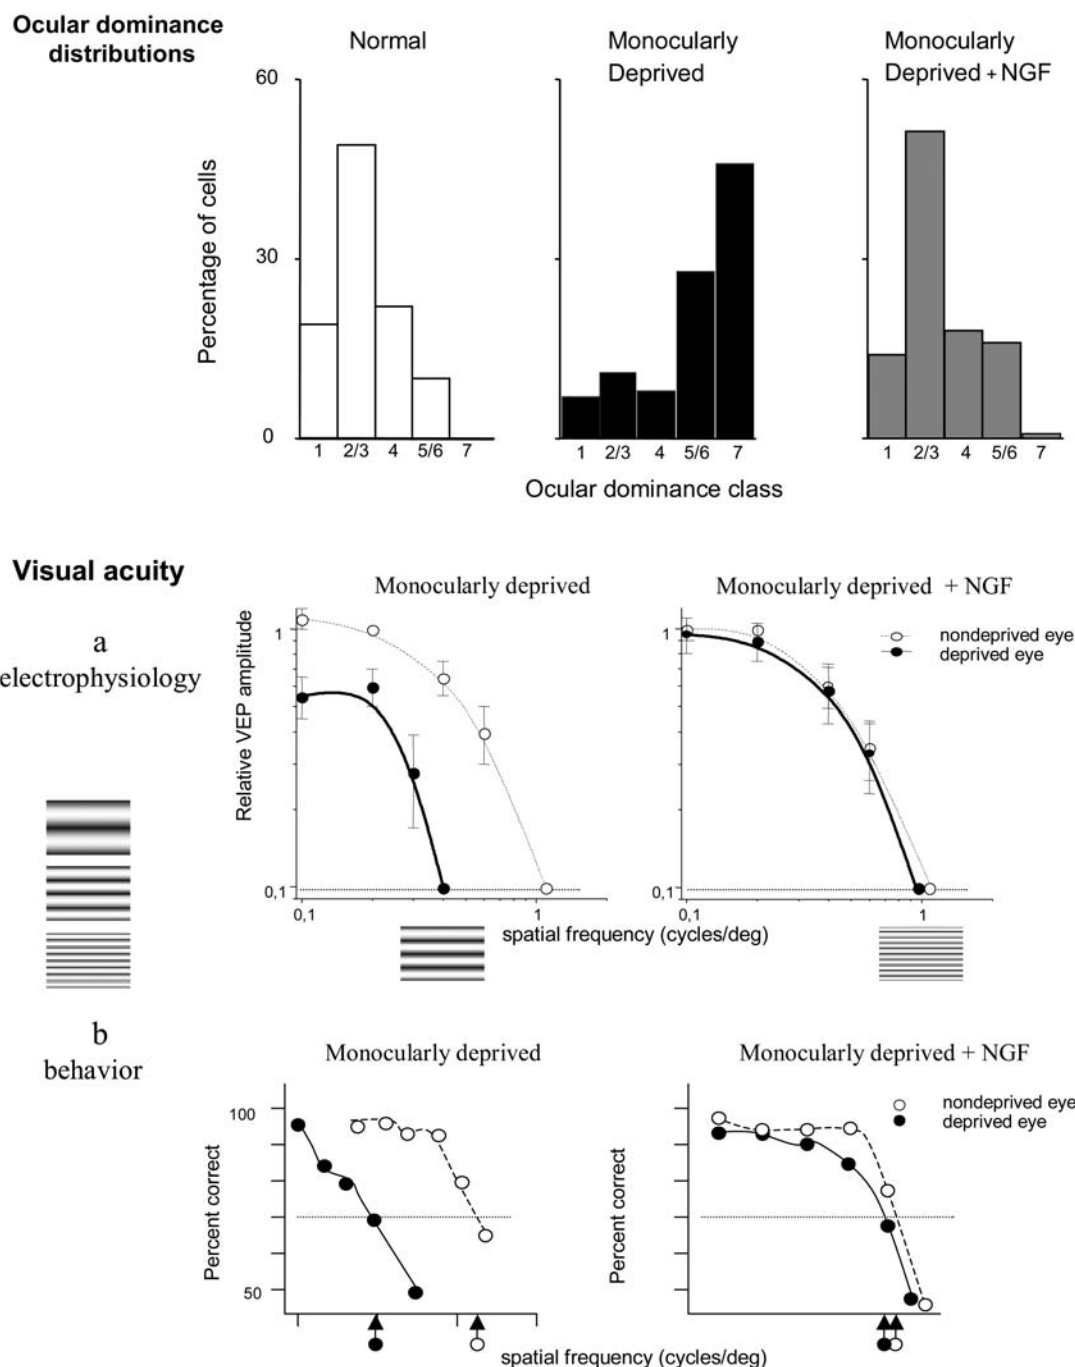 Ocular dominance
distributions
Normal
Monocularly
Deprived
Monocularly
Deprived + NGF
Percentage of cells
60
30
0
1 2/3 4 5/6 7
1 2/3 4 5/6 7
1 2/3 4 5/6 7
Ocular dominance class
Visual acuity
a
electrophysiology
Monocularly deprived
Monocularly deprived + NGF
Relative VEP amplitude
1
0,1
0,1 1
1
0,1
0,1 1
nondeprived eye
deprived eye
spatial frequency (cycles/deg)
b
behavior
Monocularly deprived
Monocularly deprived + NGF
Percent correct
100
50
Percent correct
nondeprived eye
deprived eye
spatial frequency (cycles/deg)